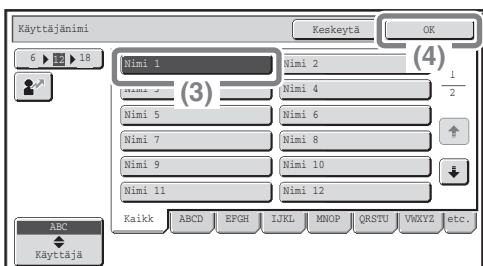 Käyttäjänimi
Keskeytä
OK
(4)
6 12 18
Nimi 1
Nimi 2
1
2
(3)
Nimi 3
Nimi 4
Nimi 5
Nimi 6
Nimi 7
Nimi 8
Nimi 9
Nimi 10
Nimi 11
Nimi 12
Kaikk ABCD EFGH IJKL MNOP QRSTU VWXYZ etc.
ABC
Käyttäjä